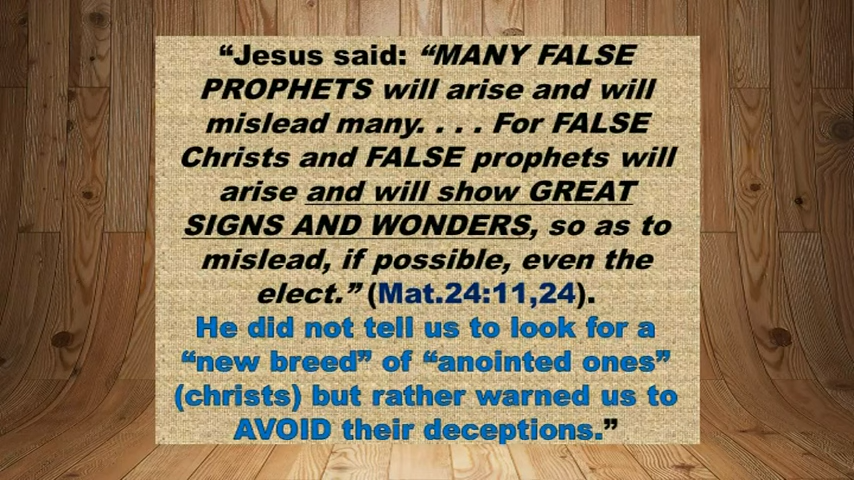 “Jesus said: “MANY FALSE
PROPHETS will arise and will
mislead many. . . . For FALSE
Christs and FALSE prophets will
arise and will show GREAT
SIGNS AND WONDERS, so as to
mislead, if possible, even the
elect.” (Mat.24:11,24).
He did not tell us to look for a
“new breed” of “anointed ones”
(christs) but rather warned us to
AVOID their deceptions.”